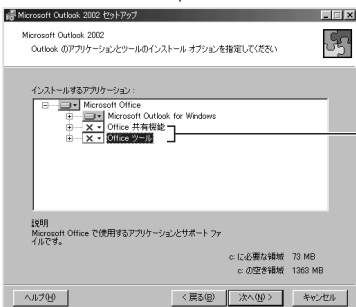 Microsoft Outlook 2002 セットアップ
Microsoft Outlook 2002
Outlook のアプリケーションとツールのインストール オプションを指定してください
インストールするアプリケーション :
Microsoft Office
Microsoft Outlook for Windows
Office 共有機能
Office ツール
説明
Microsoft Office で使用するアプリケーションとサポート ファ
イルです。
c: に必要な領域 73 MB
c: の空き領域 1363 MB
ヘルプ(H) < 戻る(B) 次へ(N) > キャンセル